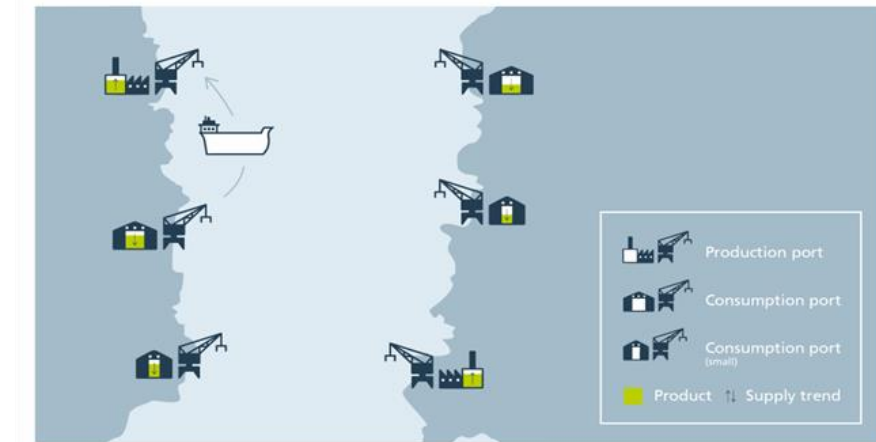 Production port
Consumption port
Consumption port
(small)
Product ↑↓ Supply trend